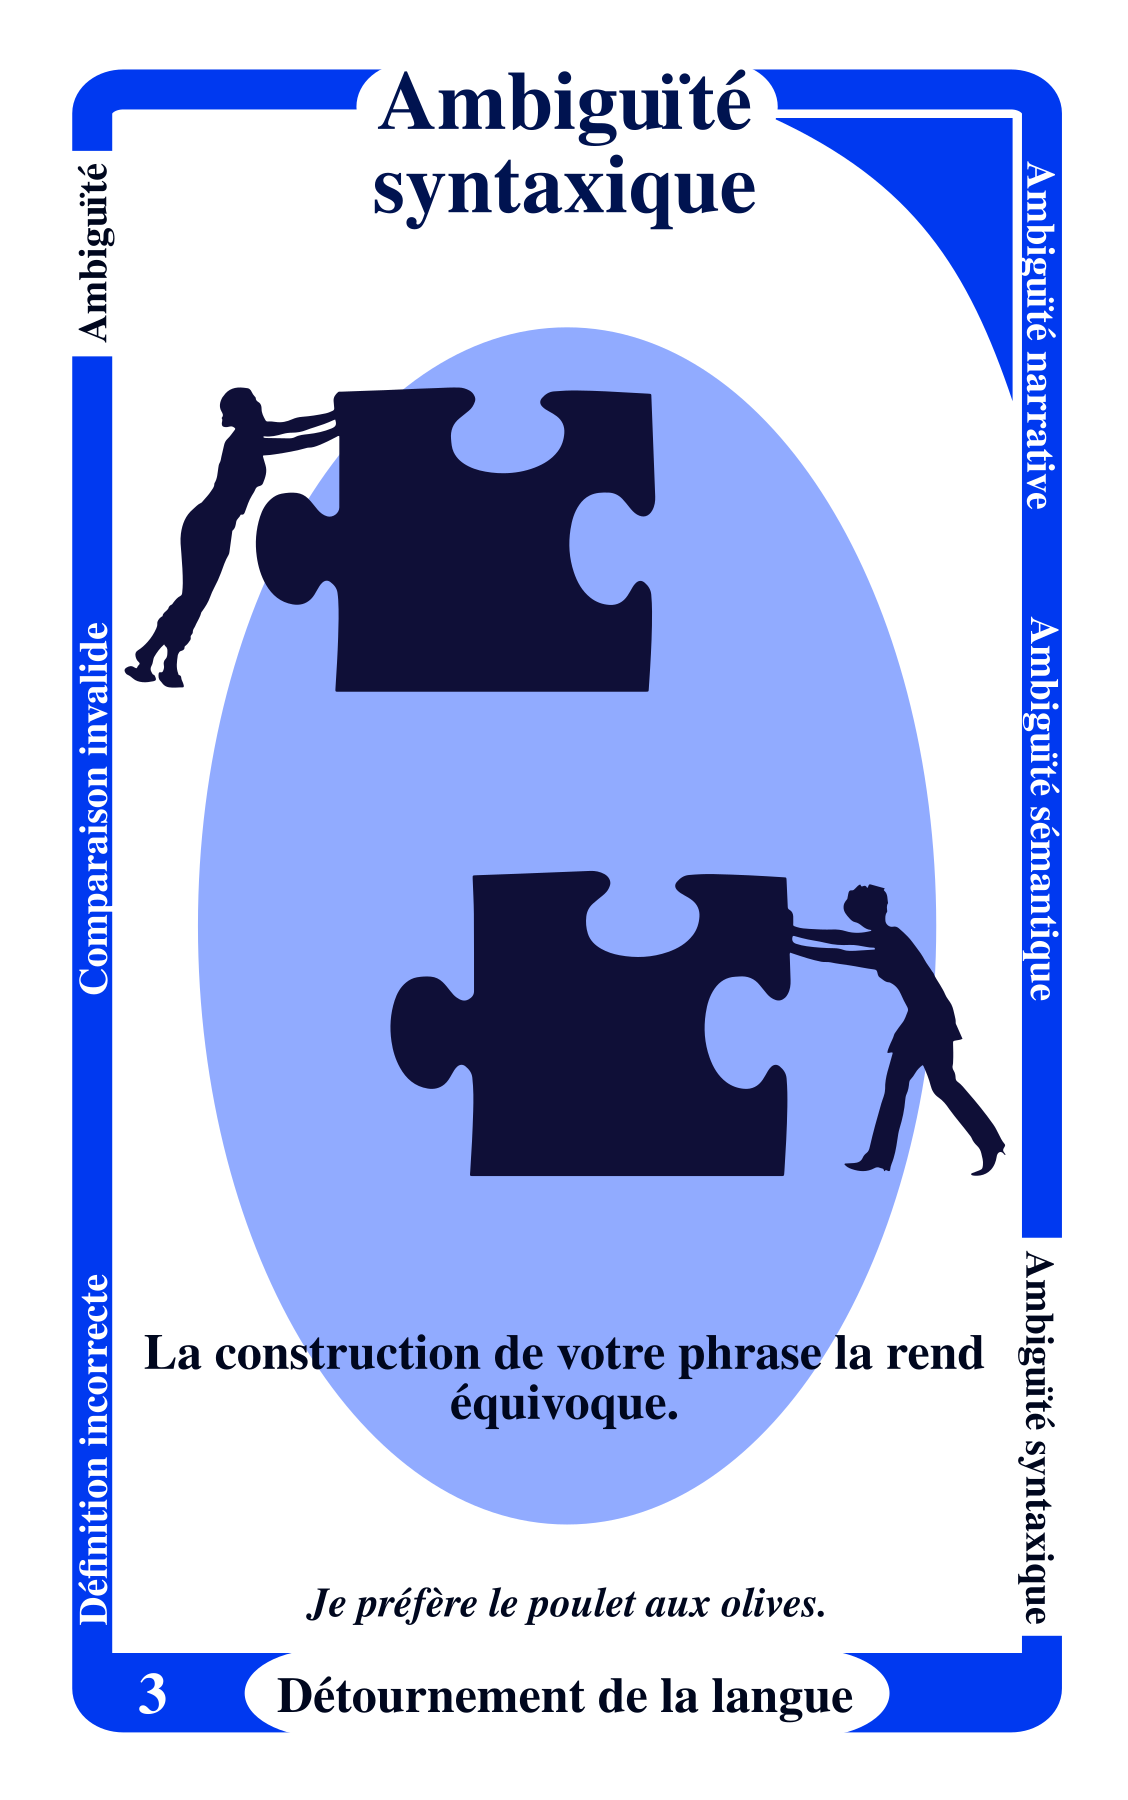 Ambiguïté
syntaxique
Ambiguïté
Comparaison invalide
Définition incorrecte
Ambiguïté narrative
Ambiguïté sémantique
Ambiguïté syntaxique
La construction de votre phrase la rend
équivoque.
Je préfère le poulet aux olives.
3
Détournement de la langue